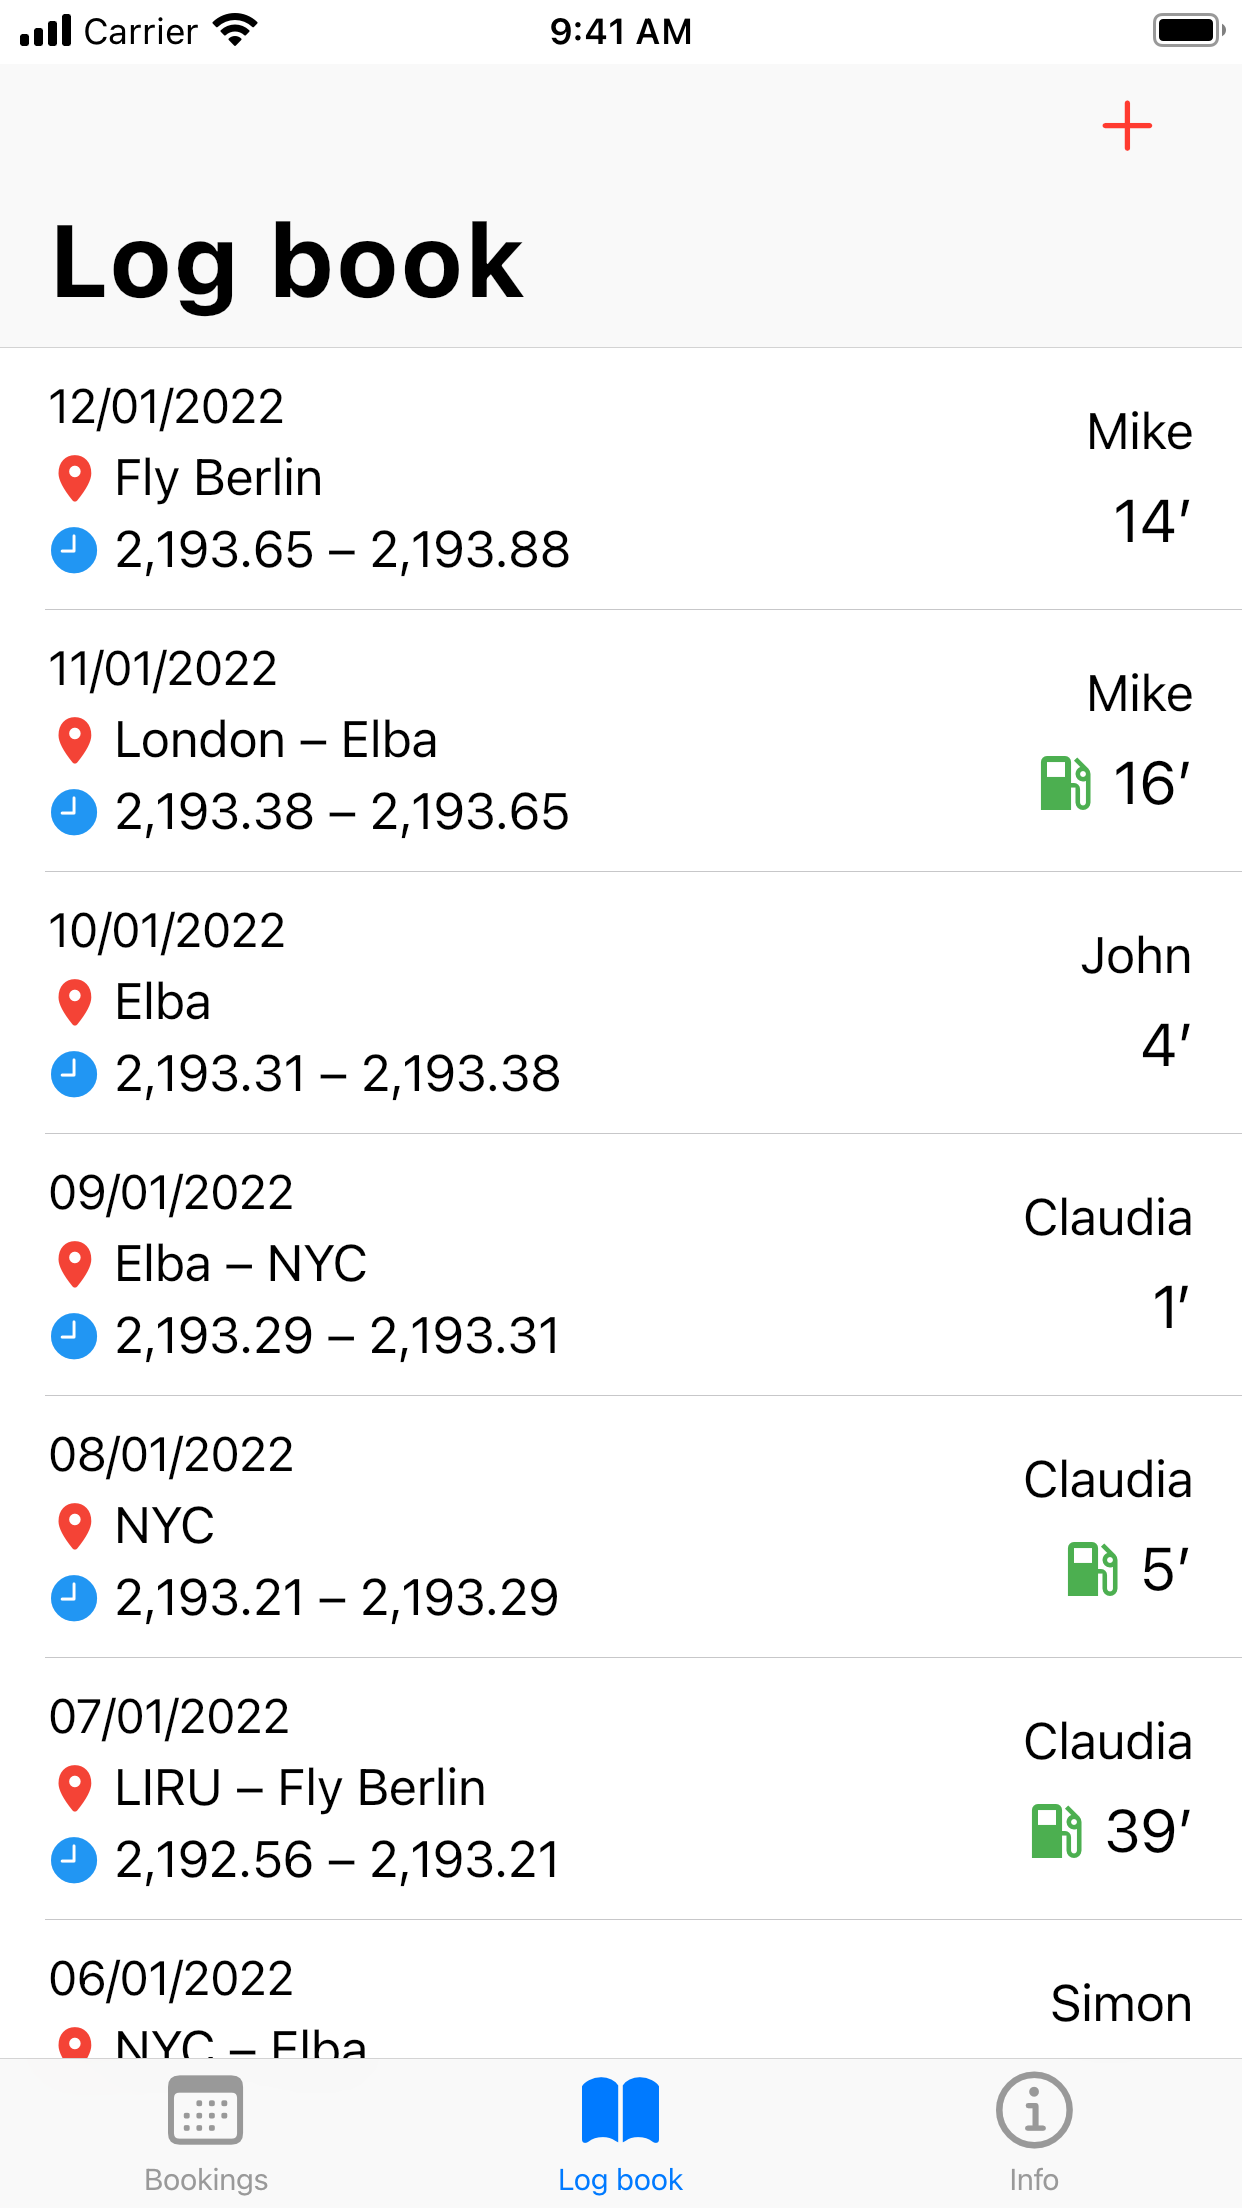 Carrier 9:41 AM
Log book
12/01/2022
Mike
Fly Berlin
14′
2,193.65 – 2,193.88
11/01/2022
Mike
London – Elba
16′
2,193.38 – 2,193.65
10/01/2022
John
Elba
4′
2,193.31 – 2,193.38
09/01/2022
Claudia
Elba – NYC
1′
2,193.29 – 2,193.31
08/01/2022
Claudia
NYC
5′
2,193.21 – 2,193.29
07/01/2022
Claudia
LIRU – Fly Berlin
39′
2,192.56 – 2,193.21
06/01/2022
Simon
NYC – Elba
Bookings
Log book
Info